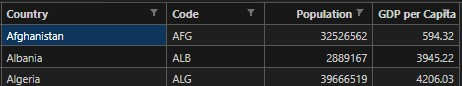 Country Code Population GDP per Capita
Afghanistan AFG 32526562 594.32
Albania ALB 2889167 3945.22
Algeria ALG 39666519 4206.03